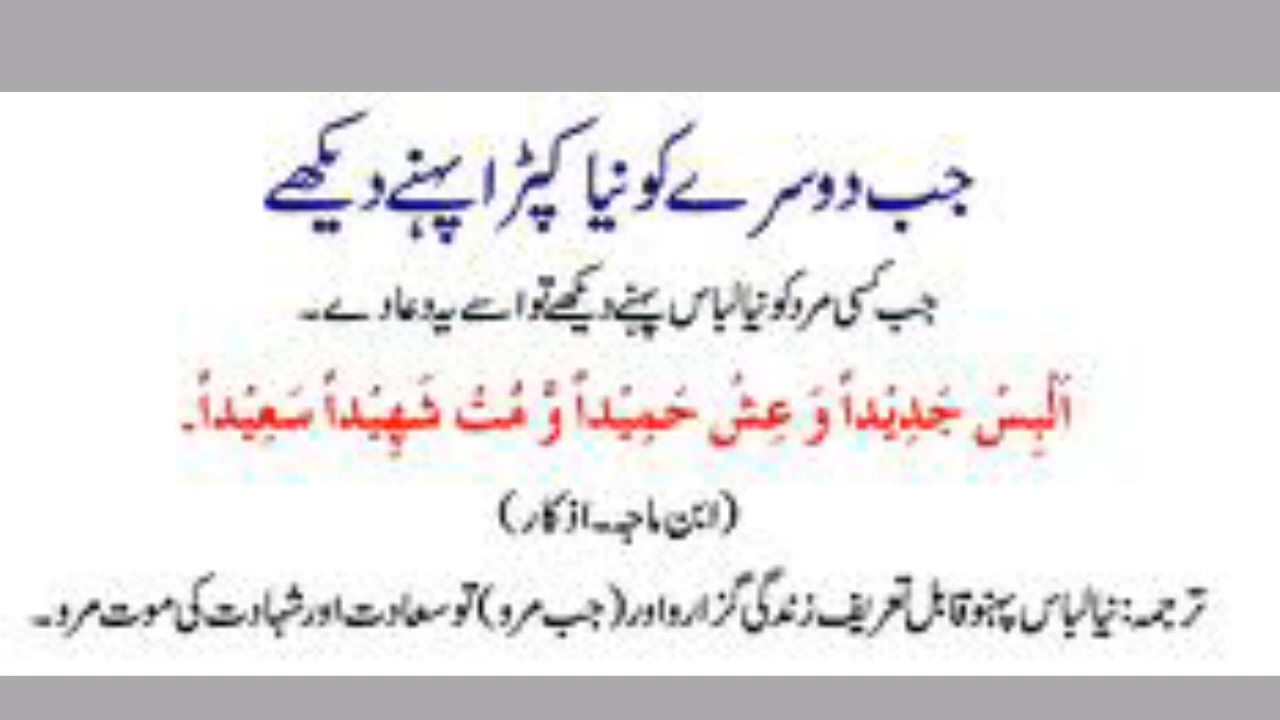 جب دوسرے کو نیا کپڑا پہنے دیکھے
جب کسی مرد کو نیا لباس پہنے دیکھے تو اسے یہ دعا دے۔
اَلْبِسْ جَدِيْداً وَ عِشْ حَمِيْداً وَّ مُتْ شَهِيْداً سَعِيْداً۔
(ابن ماجہ۔۔اذکار)
ترجمہ: نیا لباس پہنو قابل تعریف زندگی گزارو اور (جب مرو) تو سعادت اور شہادت کی موت مرو۔